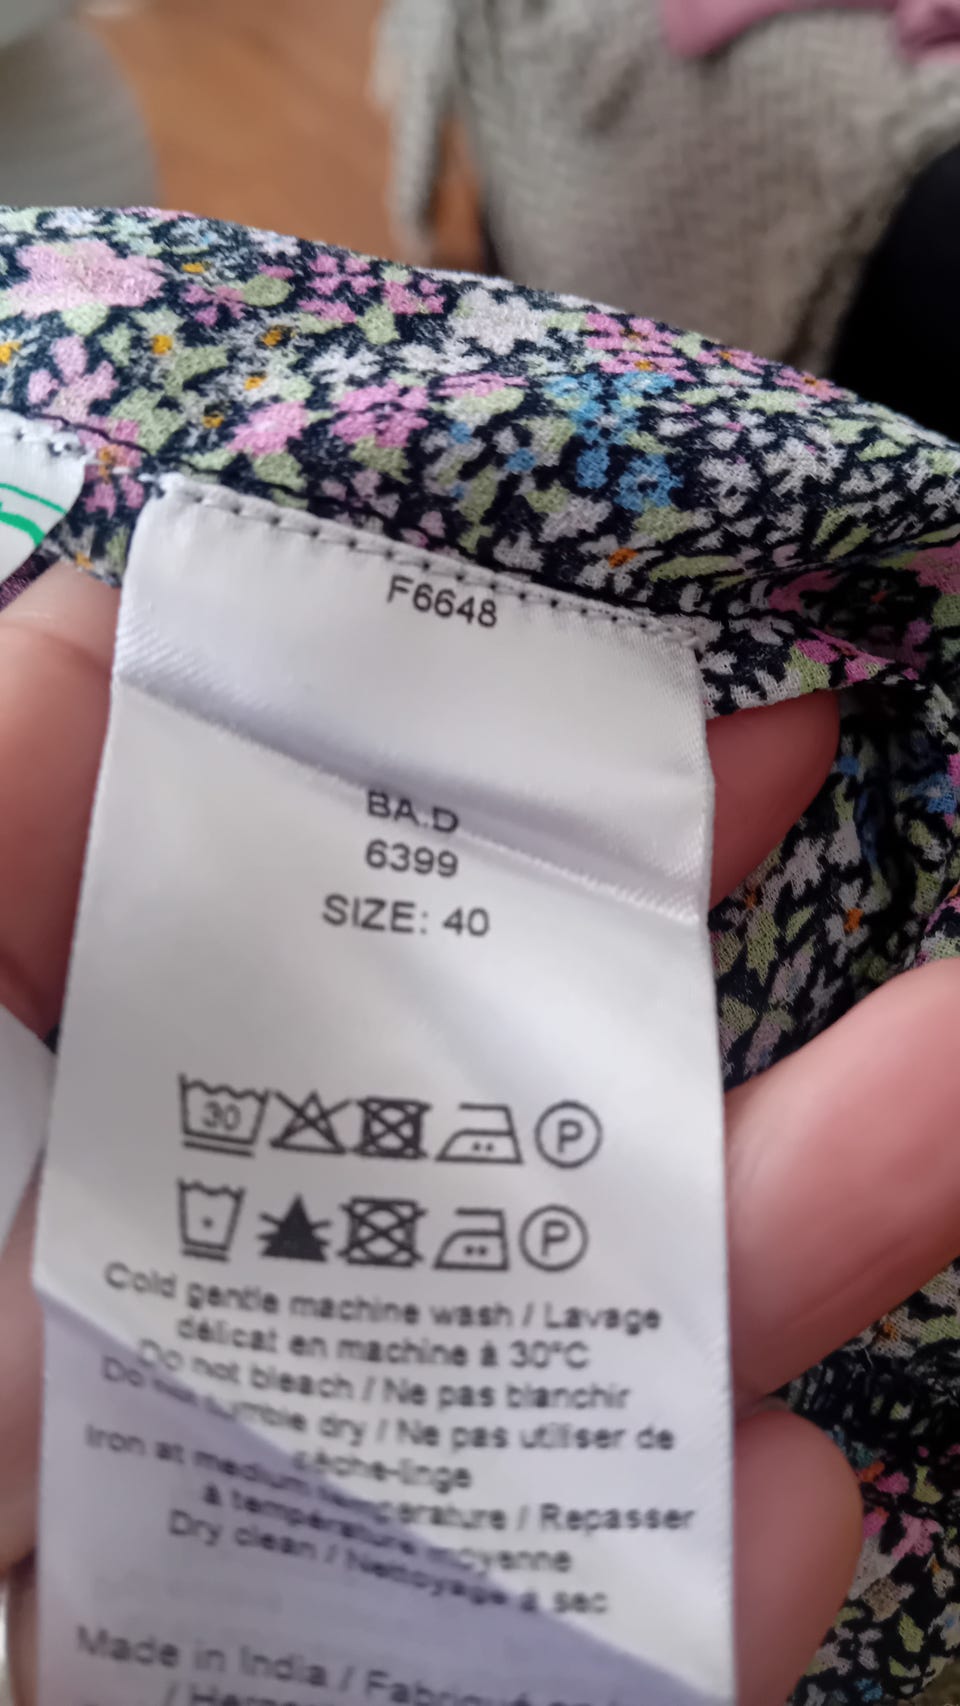 F6648
BA.D
6399
SIZE: 40
30 P
P
Cold gentle machine wash / Lavage
délicat en machine à 30°C
Do not bleach / Ne pas blanchir
Do not tumble dry / Ne pas utiliser de
sèche-linge
Iron at medium temperature / Repasser
à température moyenne
Dry clean / Nettoyage à sec
Made in India / Fabriqué en
/